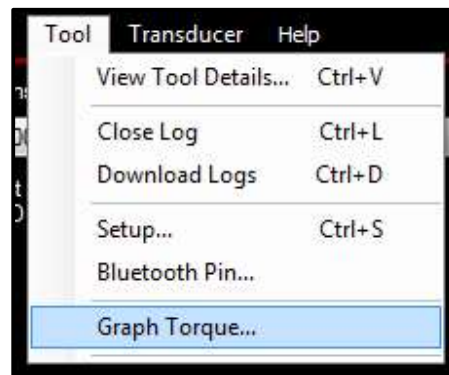 Tool Transducer Help
View Tool Details... Ctrl+V
Close Log Ctrl+L
Download Logs Ctrl+D
Setup... Ctrl+S
Bluetooth Pin...
Graph Torque...